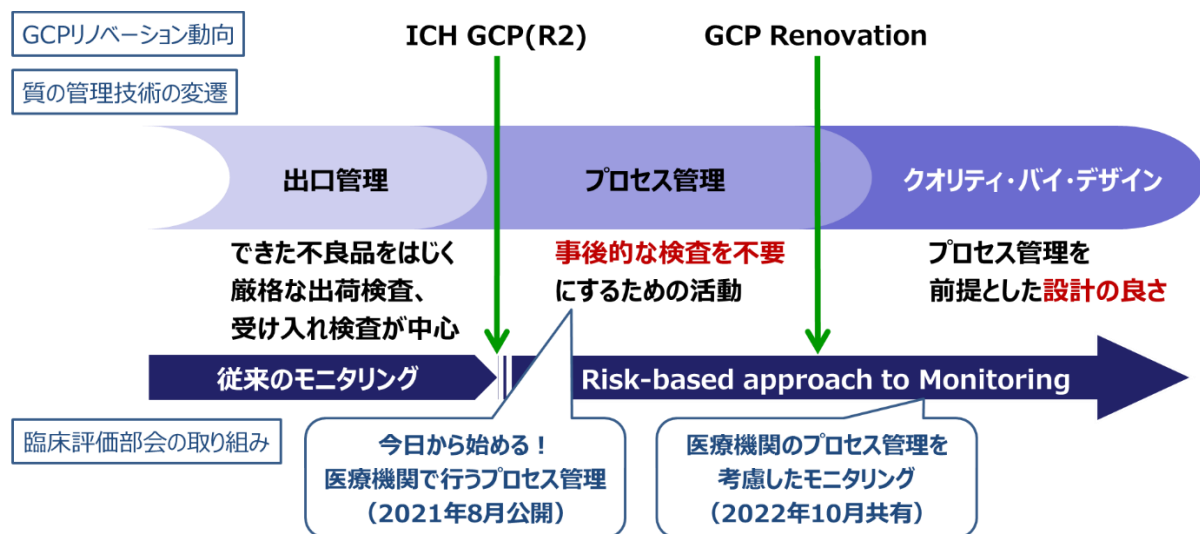 GCPリノベーション動向
ICH GCP(R2)
GCP Renovation
質の管理技術の変遷
出口管理
プロセス管理
クオリティ・バイ・デザイン
できた不良品をはじく
厳格な出荷検査、
受け入れ検査が中心
事後的な検査を不要
にするための活動
プロセス管理を
前提とした設計の良さ
従来のモニタリング
Risk-based approach to Monitoring
臨床評価部会の取り組み
今日から始める！
医療機関で行うプロセス管理
（2021年8月公開）
医療機関のプロセス管理を
考慮したモニタリング
（2022年10月共有）